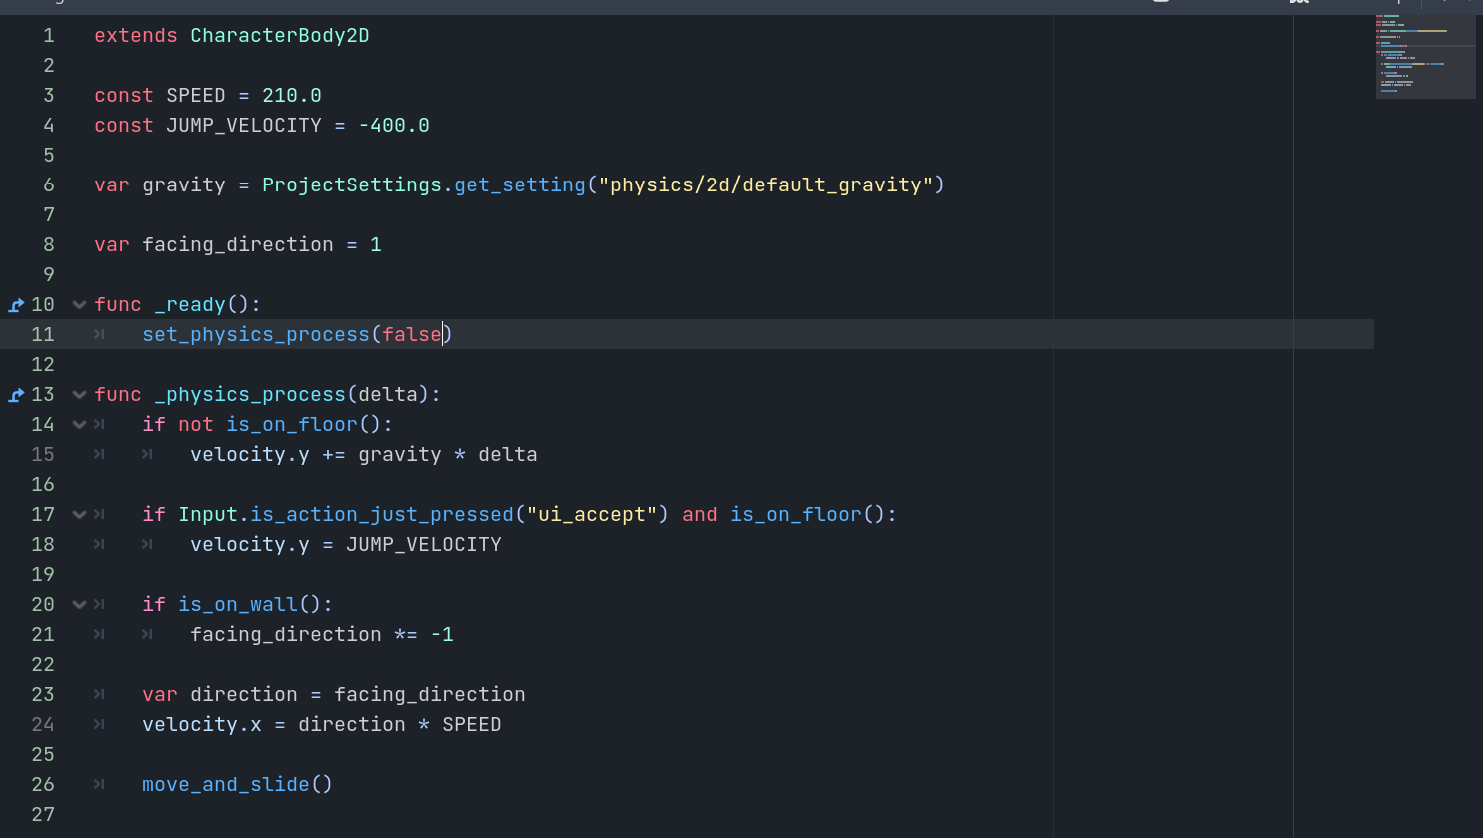 1 extends CharacterBody2D
2
3 const SPEED = 210.0
4 const JUMP_VELOCITY = -400.0
5
6 var gravity = ProjectSettings.get_setting("physics/2d/default_gravity")
7
8 var facing_direction = 1
9
10 func _ready():
11 set_physics_process(false)
12
13 func _physics_process(delta):
14 if not is_on_floor():
15 velocity.y += gravity * delta
16
17 if Input.is_action_just_pressed("ui_accept") and is_on_floor():
18 velocity.y = JUMP_VELOCITY
19
20 if is_on_wall():
21 facing_direction *= -1
22
23 var direction = facing_direction
24 velocity.x = direction * SPEED
25
26 move_and_slide()
27